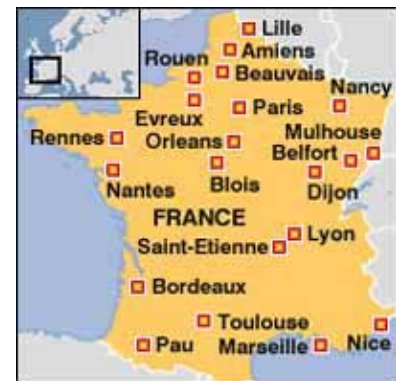 Lille
Amiens
Rouen
Beauvais
Nancy
Evreux
Paris
Mulhouse
Rennes
Orleans
Belfort
Nantes
Blois
Dijon
FRANCE
Lyon
Saint-Etienne
Bordeaux
Toulouse
Pau
Marseille
Nice